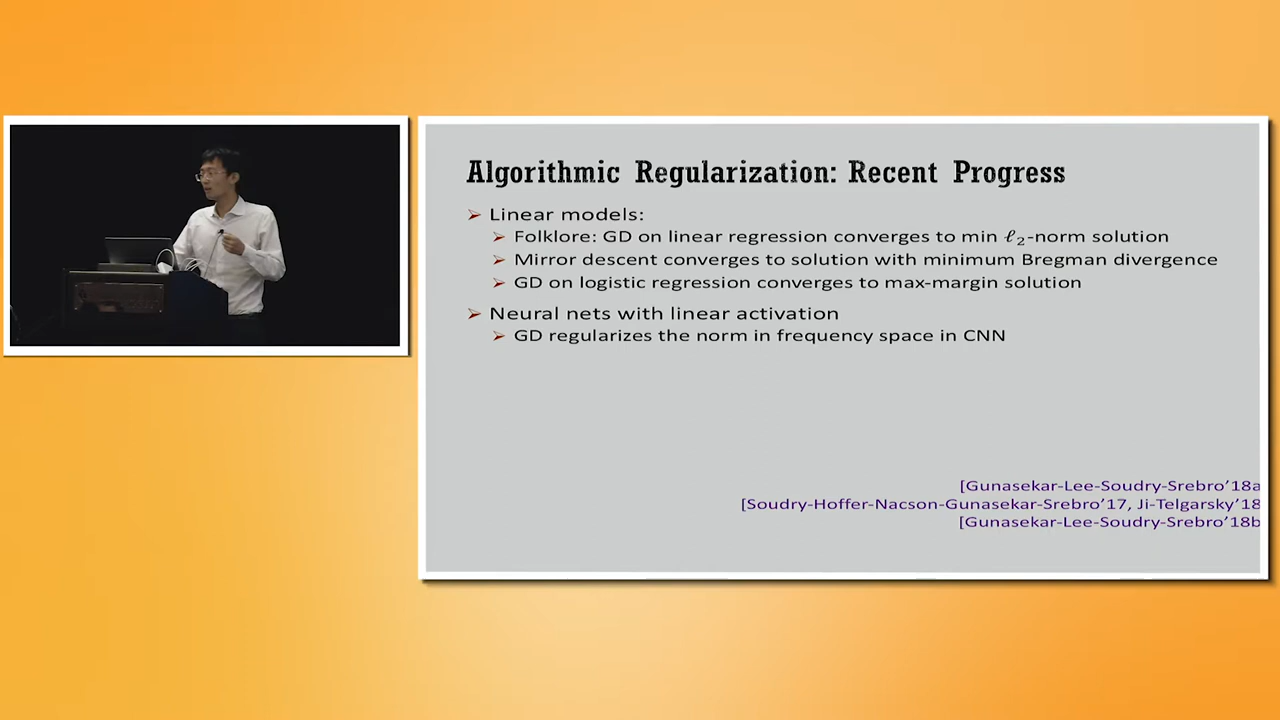 Algorithmic Regularization: Recent Progress
Linear models:
Folklore: GD on linear regression converges to min ℓ₂-norm solution
Mirror descent converges to solution with minimum Bregman divergence
GD on logistic regression converges to max-margin solution
Neural nets with linear activation
GD regularizes the norm in frequency space in CNN
[Gunasekar-Lee-Soudry-Srebro’18a
[Soudry-Hoffer-Nacson-Gunasekar-Srebro’17, Ji-Telgarsky’18
[Gunasekar-Lee-Soudry-Srebro’18b